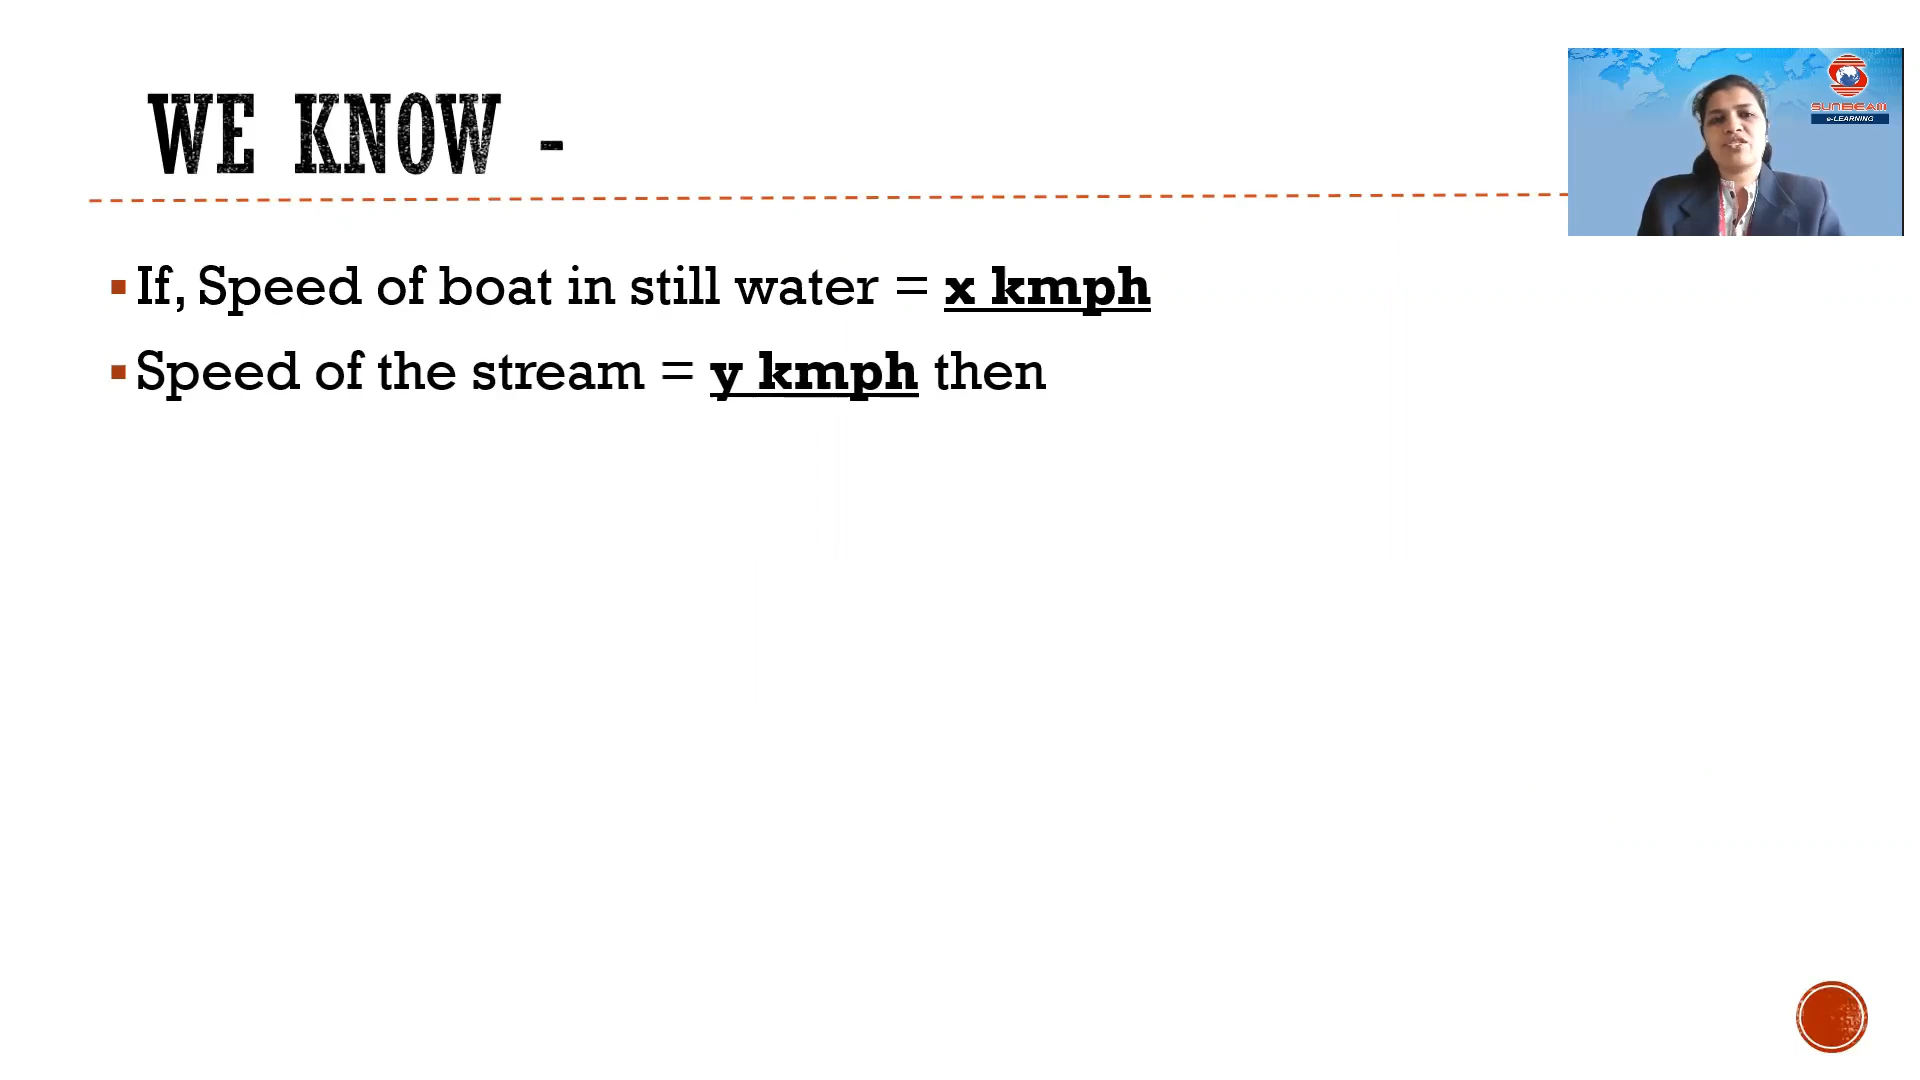 WE KNOW -
SUNBEAM
e-LEARNING
If, Speed of boat in still water = x kmph
Speed of the stream = y kmph then